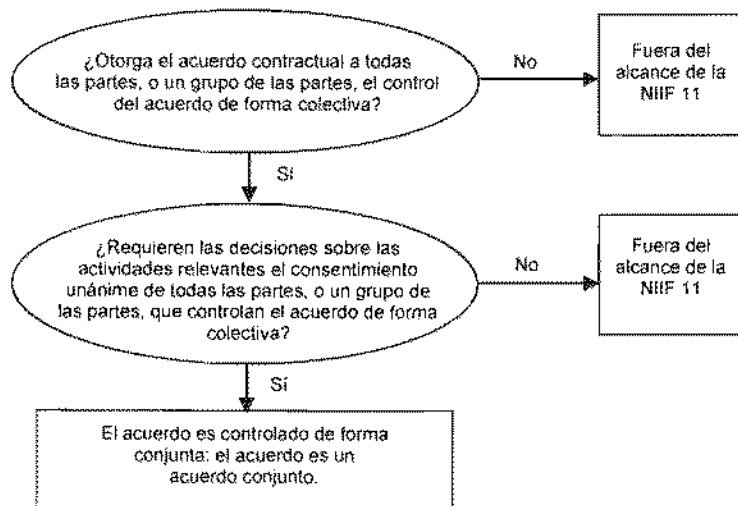 ¿Otorga el acuerdo contractual a todas
las partes, o un grupo de las partes, el control
del acuerdo de forma colectiva?
No
Fuera del
alcance de la
NIIF 11
Sí
¿Requieren las decisiones sobre las
actividades relevantes el consentimiento
unánime de todas las partes, o un grupo de
las partes, que controlan el acuerdo de forma
colectiva?
No
Fuera del
alcance de la
NIIF 11
Sí
El acuerdo es controlado de forma
conjunta: el acuerdo es un
acuerdo conjunto.